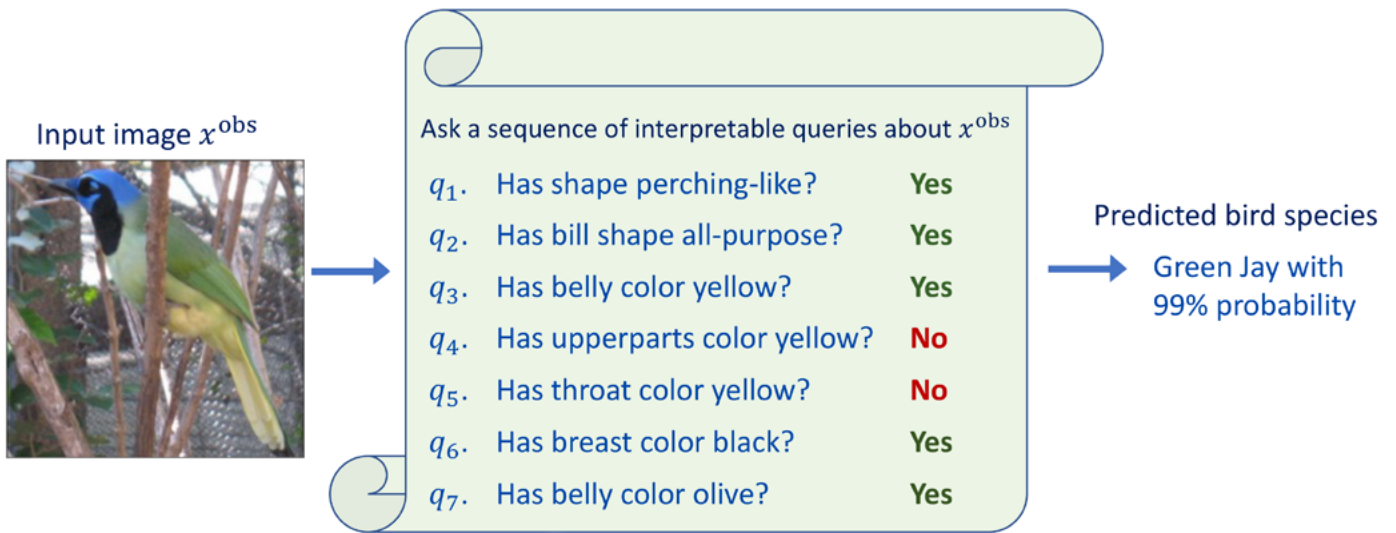 Input image x^obs
Ask a sequence of interpretable queries about x^obs
q₁. Has shape perching-like? Yes
q₂. Has bill shape all-purpose? Yes
q₃. Has belly color yellow? Yes
q₄. Has upperparts color yellow? No
q₅. Has throat color yellow? No
q₆. Has breast color black? Yes
q₇. Has belly color olive? Yes
Predicted bird species
Green Jay with
99% probability